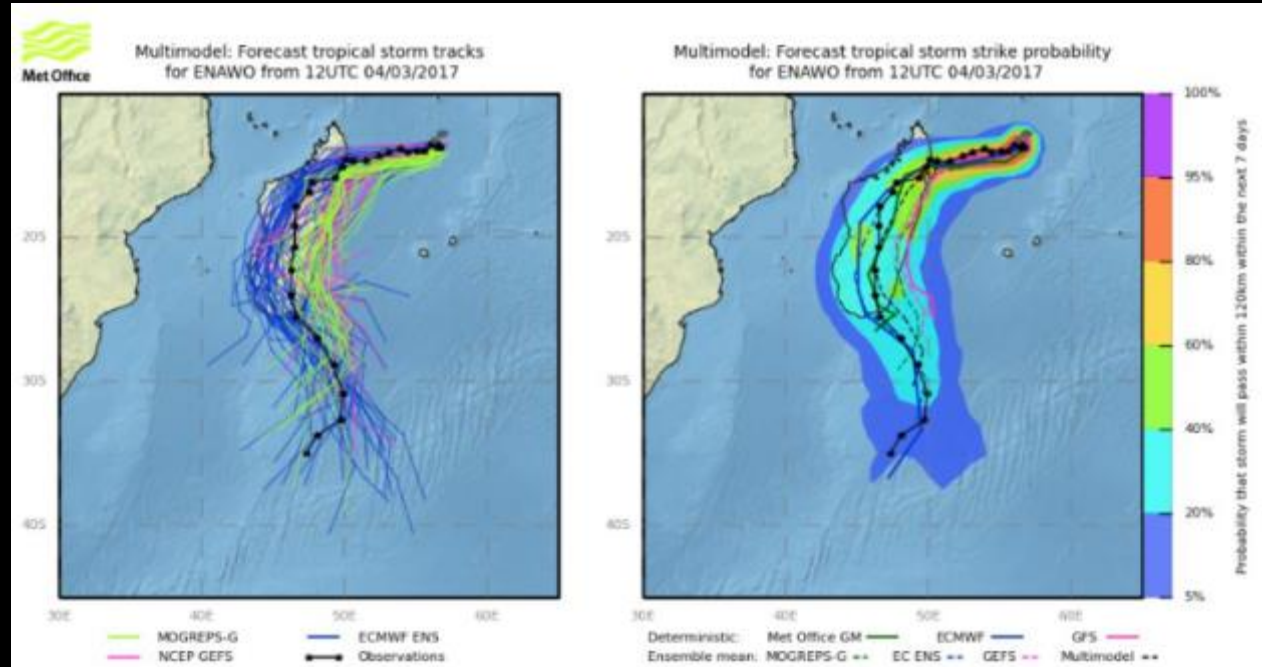 Met Office
Multimodel: Forecast tropical storm tracks
for ENAWO from 12UTC 04/03/2017
20S
30S
40S
30E 40E 50E 60E
MOGREPS-G
ECMWF ENS
NCEP GEFS
Observations
Multimodel: Forecast tropical storm strike probability
for ENAWO from 12UTC 04/03/2017
20S
30S
40S
30E 40E 50E 60E
100%
95%
80%
60%
40%
20%
5%
Probability that storm will pass within 120km within the next 7 days
Deterministic: Met Office GM ECMWF GFS
Ensemble mean: MOGREPS-G EC ENS GEFS Multimodel